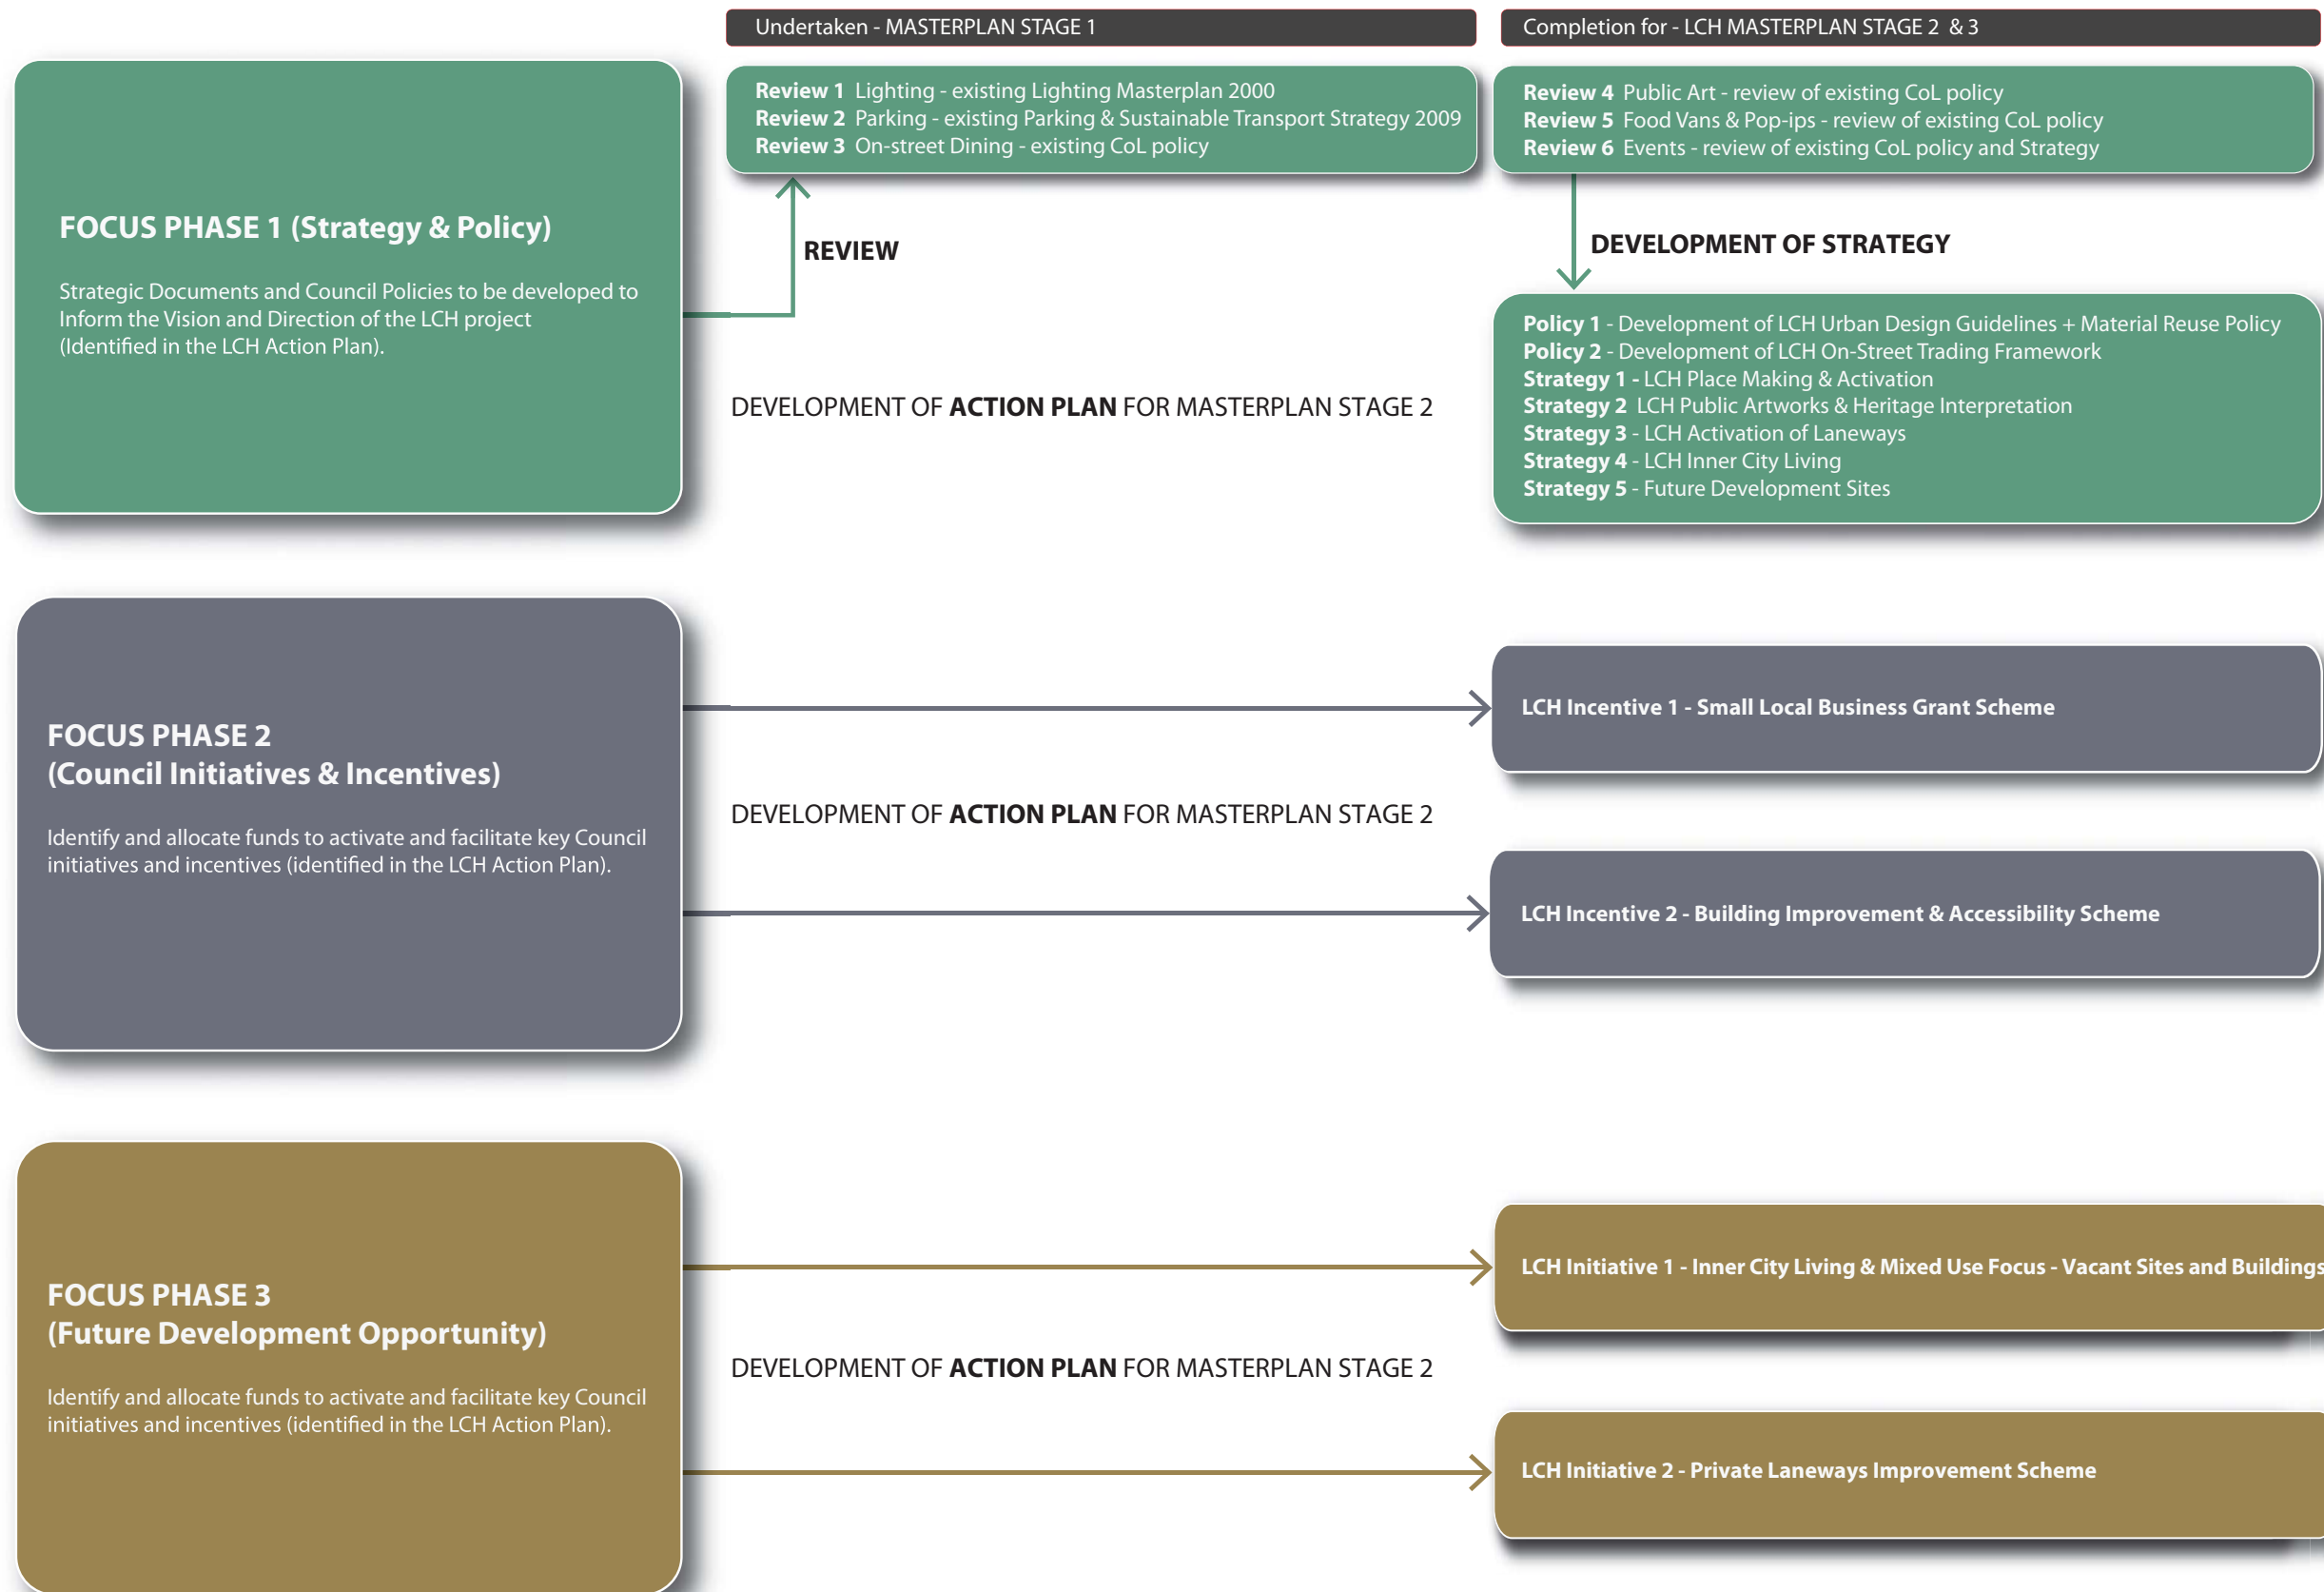 Undertaken - MASTERPLAN STAGE 1
Completion for - LCH MASTERPLAN STAGE 2 & 3
FOCUS PHASE 1 (Strategy & Policy)
Strategic Documents and Council Policies to be developed to
Inform the Vision and Direction of the LCH project
(Identified in the LCH Action Plan).
Review 1 Lighting - existing Lighting Masterplan 2000
Review 2 Parking - existing Parking & Sustainable Transport Strategy 2009
Review 3 On-street Dining - existing CoL policy
REVIEW
DEVELOPMENT OF ACTION PLAN FOR MASTERPLAN STAGE 2
Review 4 Public Art - review of existing CoL policy
Review 5 Food Vans & Pop-ips - review of existing CoL policy
Review 6 Events - review of existing CoL policy and Strategy
DEVELOPMENT OF STRATEGY
Policy 1 - Development of LCH Urban Design Guidelines + Material Reuse Policy
Policy 2 - Development of LCH On-Street Trading Framework
Strategy 1 - LCH Place Making & Activation
Strategy 2 LCH Public Artworks & Heritage Interpretation
Strategy 3 - LCH Activation of Laneways
Strategy 4 - LCH Inner City Living
Strategy 5 - Future Development Sites
FOCUS PHASE 2
(Council Initiatives & Incentives)
Identify and allocate funds to activate and facilitate key Council
initiatives and incentives (identified in the LCH Action Plan).
DEVELOPMENT OF ACTION PLAN FOR MASTERPLAN STAGE 2
LCH Incentive 1 - Small Local Business Grant Scheme
LCH Incentive 2 - Building Improvement & Accessibility Scheme
FOCUS PHASE 3
(Future Development Opportunity)
Identify and allocate funds to activate and facilitate key Council
initiatives and incentives (identified in the LCH Action Plan).
DEVELOPMENT OF ACTION PLAN FOR MASTERPLAN STAGE 2
LCH Initiative 1 - Inner City Living & Mixed Use Focus - Vacant Sites and Buildings
LCH Initiative 2 - Private Laneways Improvement Scheme